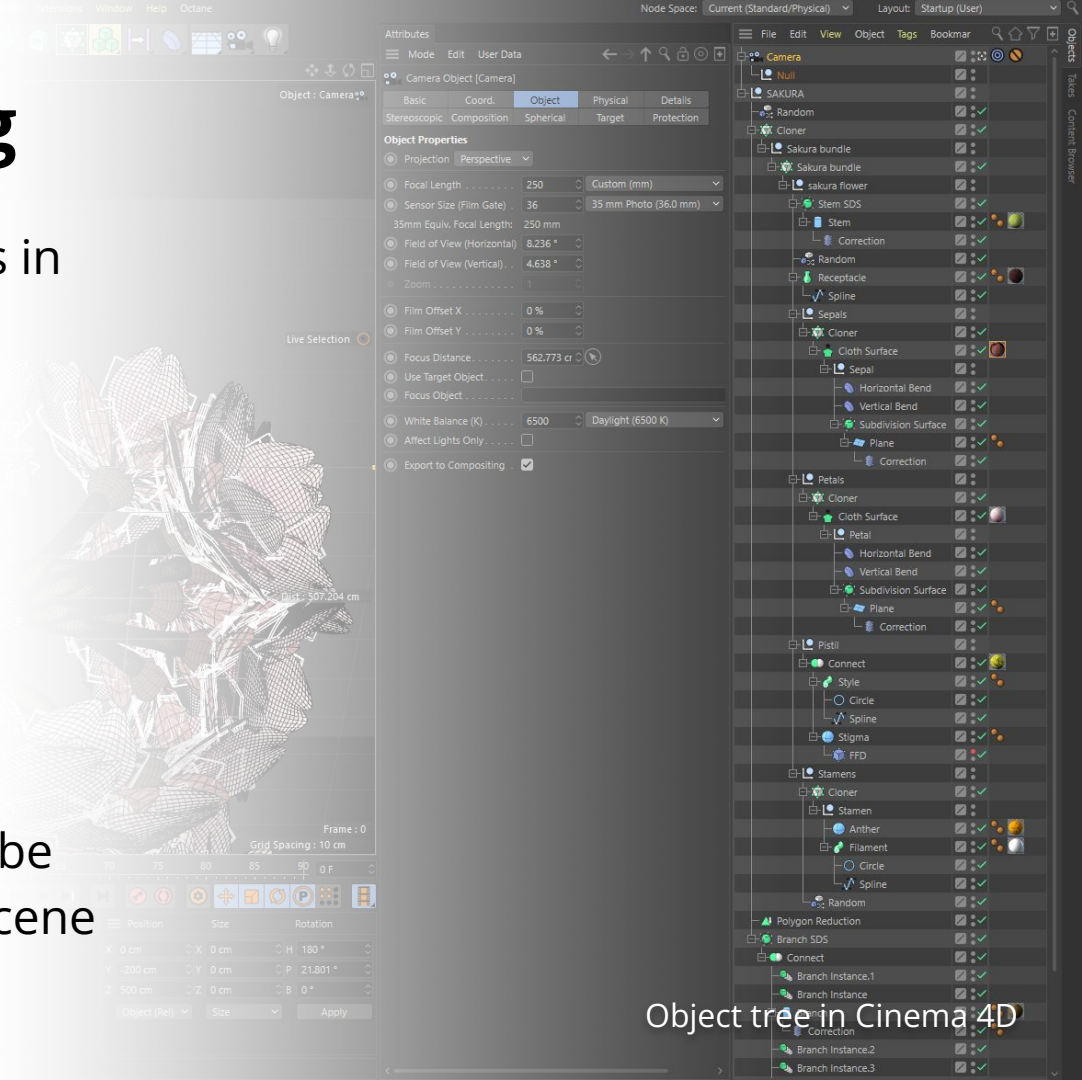 Extensions Window Help Octane
Node Space: Current (Standard/Physical) Layout: Startup (User)
Object : Camera
g
s in
Live Selection
Dist : 507.204 cm
Frame : 0
Grid Spacing : 10 cm
be
cene
70 75 80 85 90 0 F
Position Size Rotation
X 0 cm X 0 cm H 180 °
Y -200 cm Y 0 cm P 21.801 °
Z 500 cm Z 0 cm B 0 °
Object (Rel) Size Apply
Attributes
Mode Edit User Data
Camera Object [Camera]
Basic Coord. Object Physical Details
Stereoscopic Composition Spherical Target Protection
Object Properties
Projection Perspective
Focal Length . . . . . . . . 250 Custom (mm)
Sensor Size (Film Gate) . 36 35 mm Photo (36.0 mm)
35mm Equiv. Focal Length: 250 mm
Field of View (Horizontal) 8.236 °
Field of View (Vertical) . . 4.638 °
Zoom . . . . . . . . . . . . 1
Film Offset X . . . . . . . 0 %
Film Offset Y . . . . . . . 0 %
Focus Distance . . . . . . 562.773 cr
Use Target Object . . . . .
Focus Object . . . . . . . .
White Balance (K) . . . . . 6500 Daylight (6500 K)
Affect Lights Only . . . . .
Export to Compositing .
File Edit View Object Tags Bookmar
Camera
Null
SAKURA
Random
Cloner
Sakura bundle
Sakura bundle
sakura flower
Stem SDS
Stem
Correction
Random
Receptacle
Spline
Sepals
Cloner
Cloth Surface
Sepal
Horizontal Bend
Vertical Bend
Subdivision Surface
Plane
Correction
Petals
Cloner
Cloth Surface
Petal
Horizontal Bend
Vertical Bend
Subdivision Surface
Plane
Correction
Pistil
Connect
Style
Circle
Spline
Stigma
FFD
Stamens
Cloner
Stamen
Anther
Filament
Circle
Spline
Random
Polygon Reduction
Branch SDS
Connect
Branch Instance.1
Branch Instance
Correction
Branch Instance.2
Branch Instance.3
Objects
Takes
Content Browser
Object tree in Cinema 4D